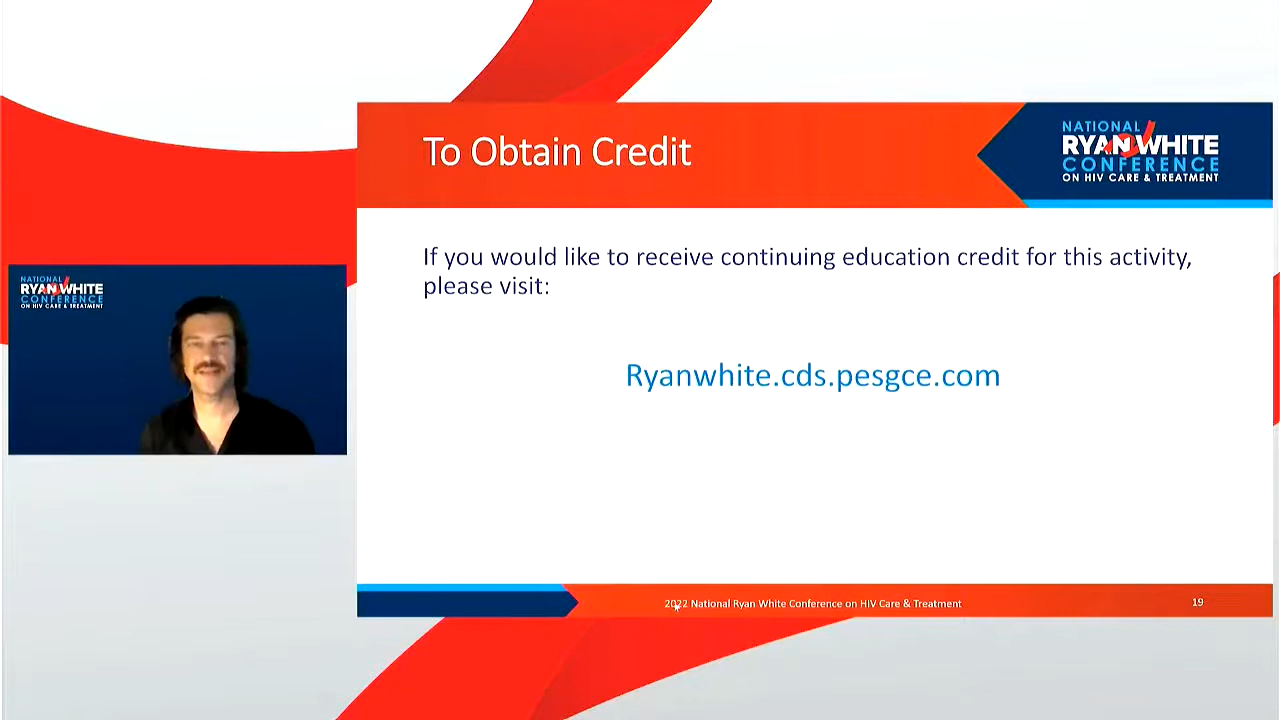 To Obtain Credit
NATIONAL
RYAN WHITE
CONFERENCE
ON HIV CARE & TREATMENT
If you would like to receive continuing education credit for this activity,
please visit:
Ryanwhite.cds.pesgce.com
NATIONAL
RYAN WHITE
CONFERENCE
ON HIV CARE & TREATMENT
2022 National Ryan White Conference on HIV Care & Treatment
19